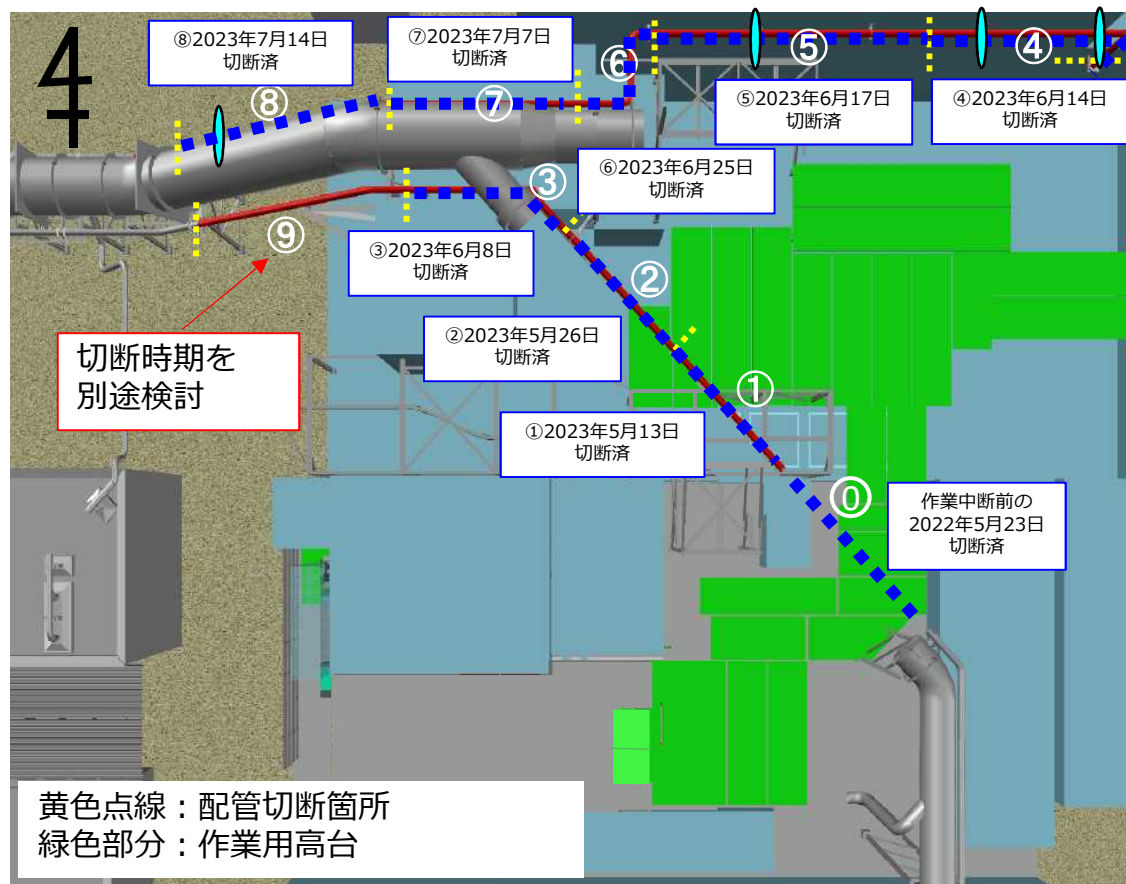 ⑧2023年7月14日
切断済
⑦2023年7月7日
切断済
⑥
⑤
④
⑧
⑦
⑤2023年6月17日
切断済
④2023年6月14日
切断済
⑥2023年6月25日
切断済
③
⑨
③2023年6月8日
切断済
②
②2023年5月26日
切断済
切断時期を
別途検討
①
①2023年5月13日
切断済
⓪
作業中断前の
2022年5月23日
切断済
黄色点線：配管切断箇所
緑色部分：作業用高台